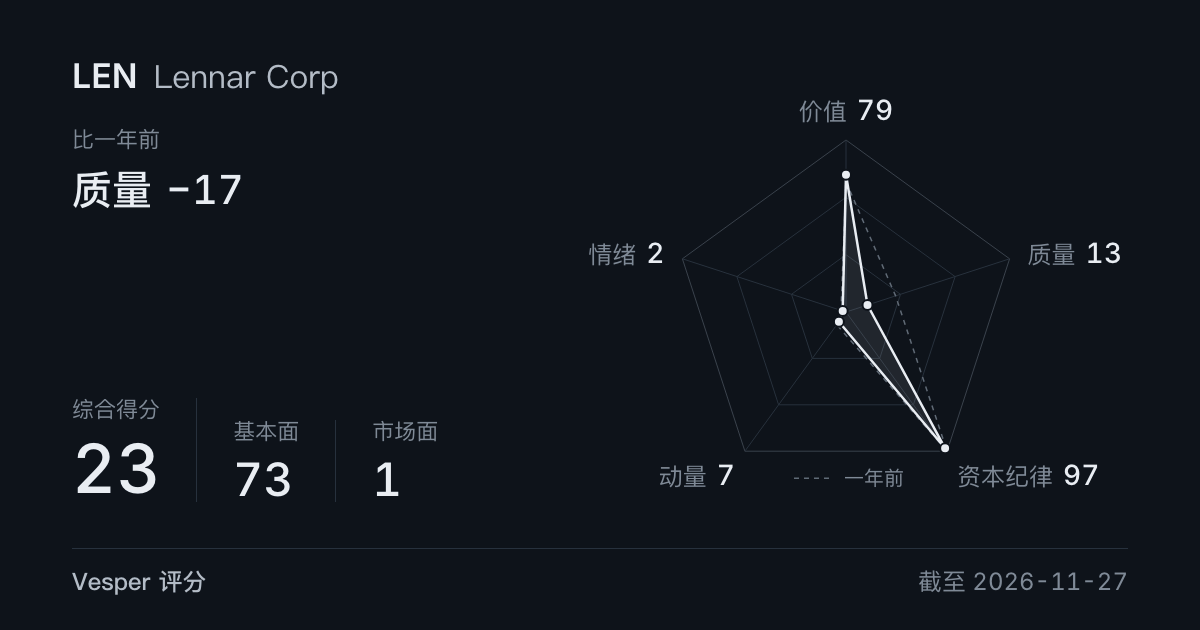 LEN Lennar Corp
比一年前
质量 −17
价值 79
情绪 2
质量 13
动量 7
---- 一年前
资本纪律 97
综合得分
23
基本面
73
市场面
1
Vesper 评分
截至 2026-11-27